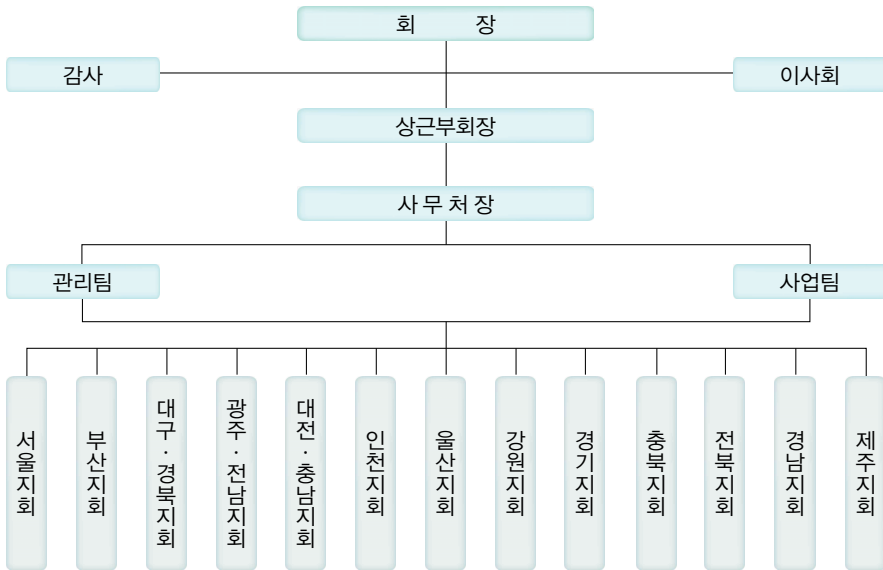 회 장
감사
이사회
상근부회장
사무처장
관리팀
사업팀
서울지회
부산지회
대구·경북지회
광주·전남지회
대전·충남지회
인천지회
울산지회
강원지회
경기지회
충북지회
전북지회
경남지회
제주지회